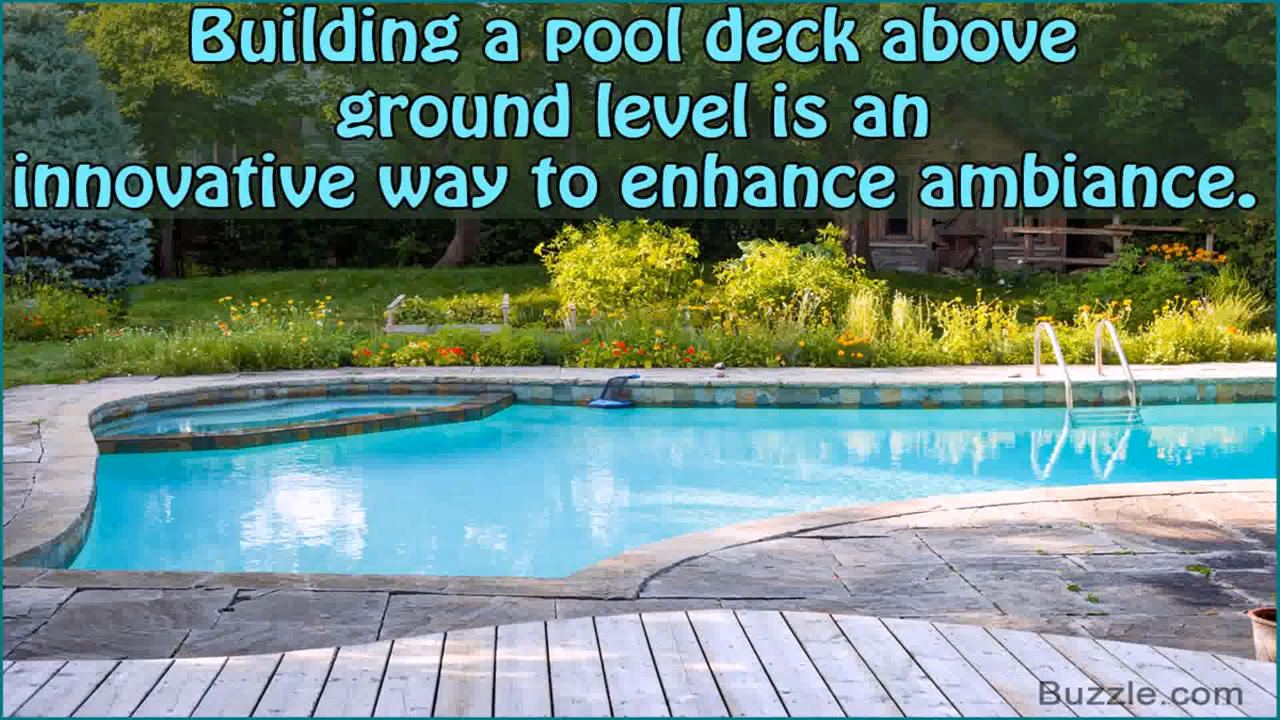 Building a pool deck above
ground level is an
innovative way to enhance ambiance.
Buzzle.com